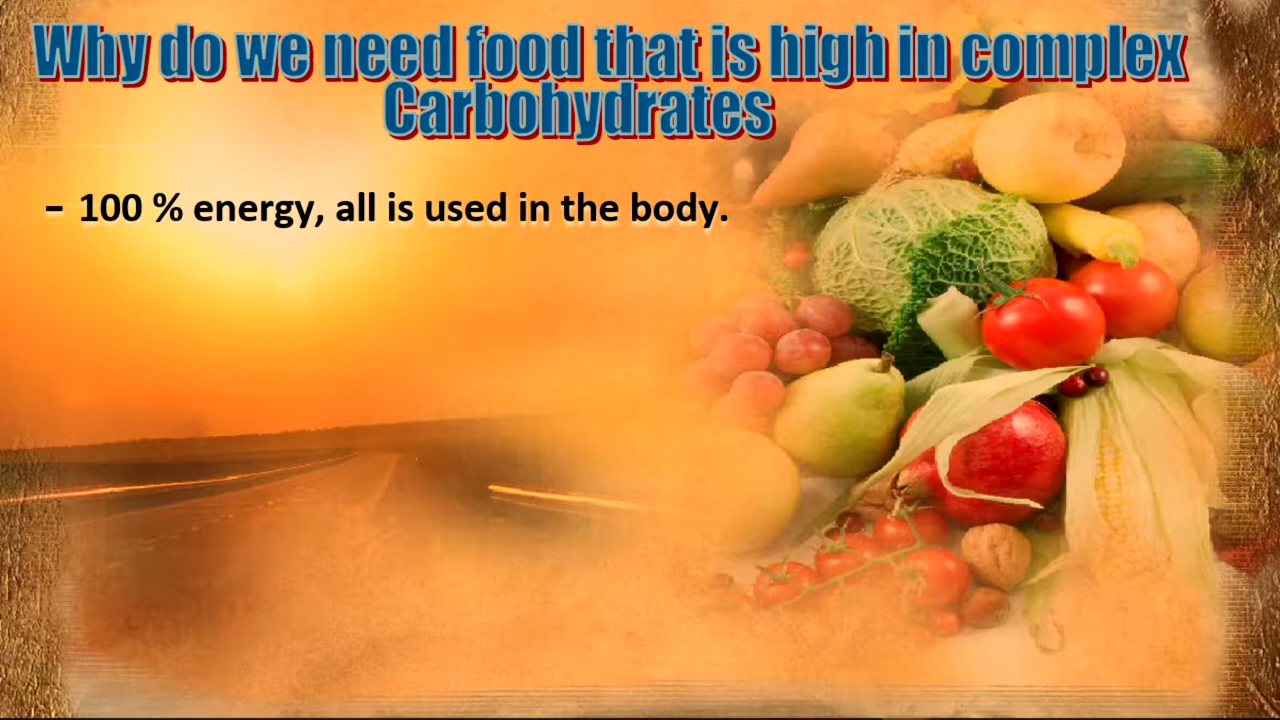 Why do we need food that is high in complex
Carbohydrates
- 100 % energy, all is used in the body.